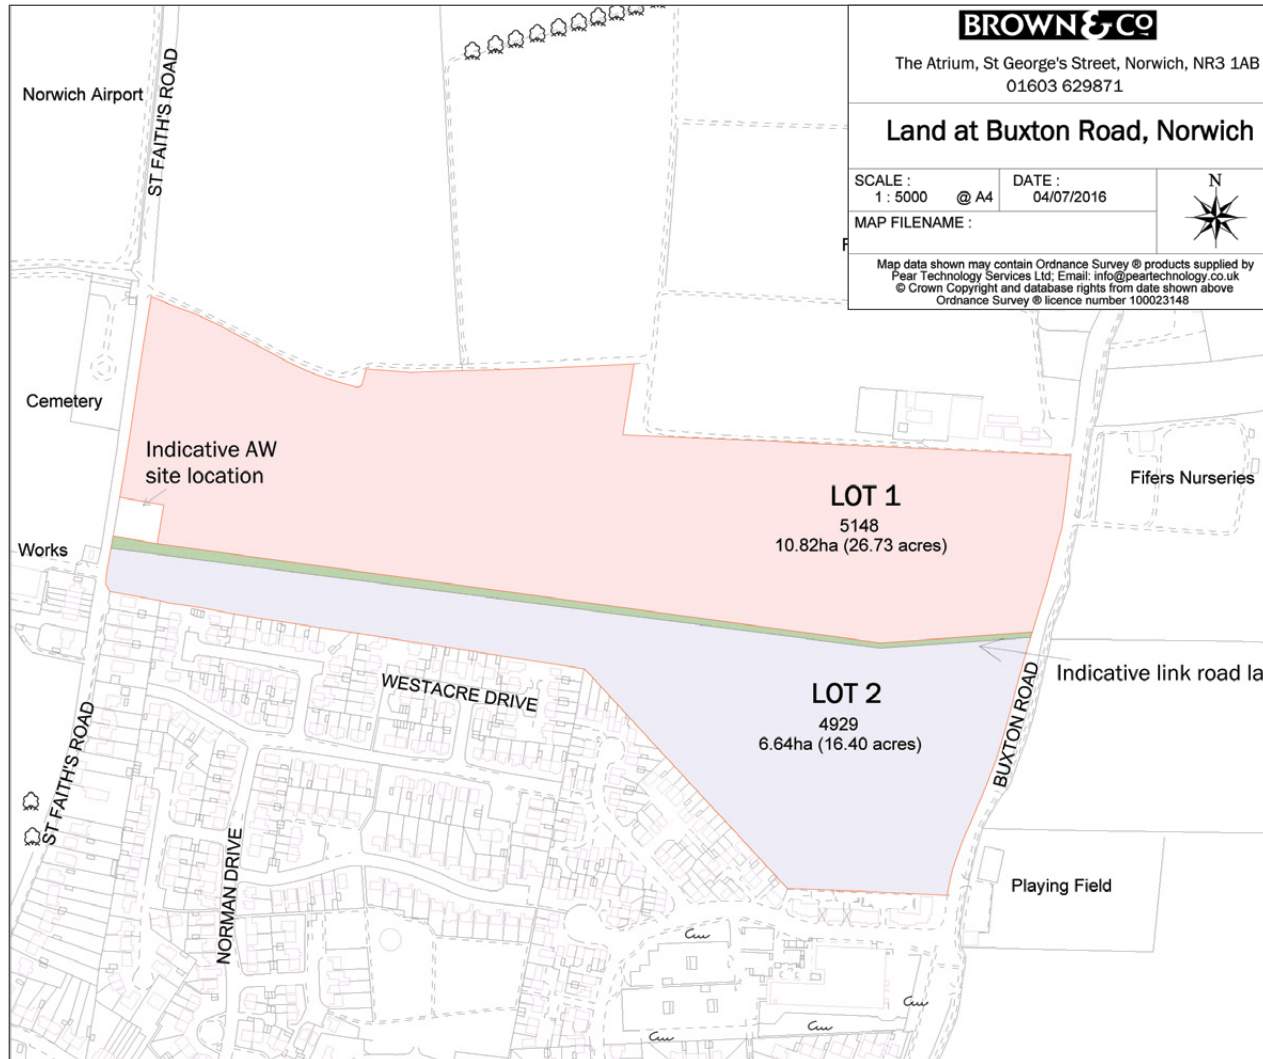 BROWN&CO
The Atrium, St George's Street, Norwich, NR3 1AB
01603 629871
Land at Buxton Road, Norwich
SCALE :
1 : 5000 @ A4
DATE :
04/07/2016
N
MAP FILENAME :
Map data shown may contain Ordnance Survey ® products supplied by
Pear Technology Services Ltd; Email: info@peartechnology.co.uk
© Crown Copyright and database rights from date shown above
Ordnance Survey ® licence number 100023148
Norwich Airport
ST FAITH'S ROAD
Cemetery
Indicative AW
site location
LOT 1
5148
10.82ha (26.73 acres)
Fifers Nurseries
Works
Indicative link road la
WESTACRE DRIVE
LOT 2
4929
6.64ha (16.40 acres)
BUXTON ROAD
ST FAITH'S ROAD
NORMAN DRIVE
Playing Field